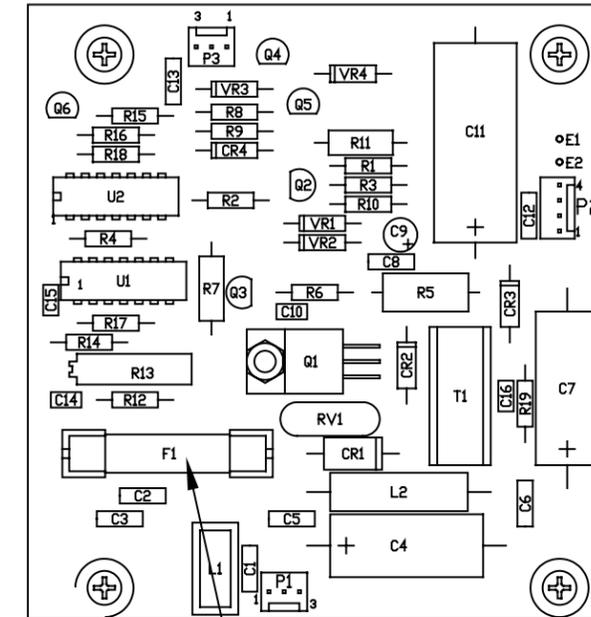 3 1
P3
Q4
C13
VR3
VR4
Q6
R15
R8
Q5
R16
R9
R11
C11
E1
R18
CR4
R1
E2
U2
R2
Q2
R3
4
1
R10
C12
P2
VR1
C9
1
R4
VR2
+
+
C8
1 U1
R7
Q3
R6
R5
CR3
C15
C10
R17
R14
Q1
CR2
R13
T1
C16
R19
C7
C14
R12
RV1
F1
CR1
+
L2
C2
C6
C3
C5
+ C4
L1
C1
P1
1 3